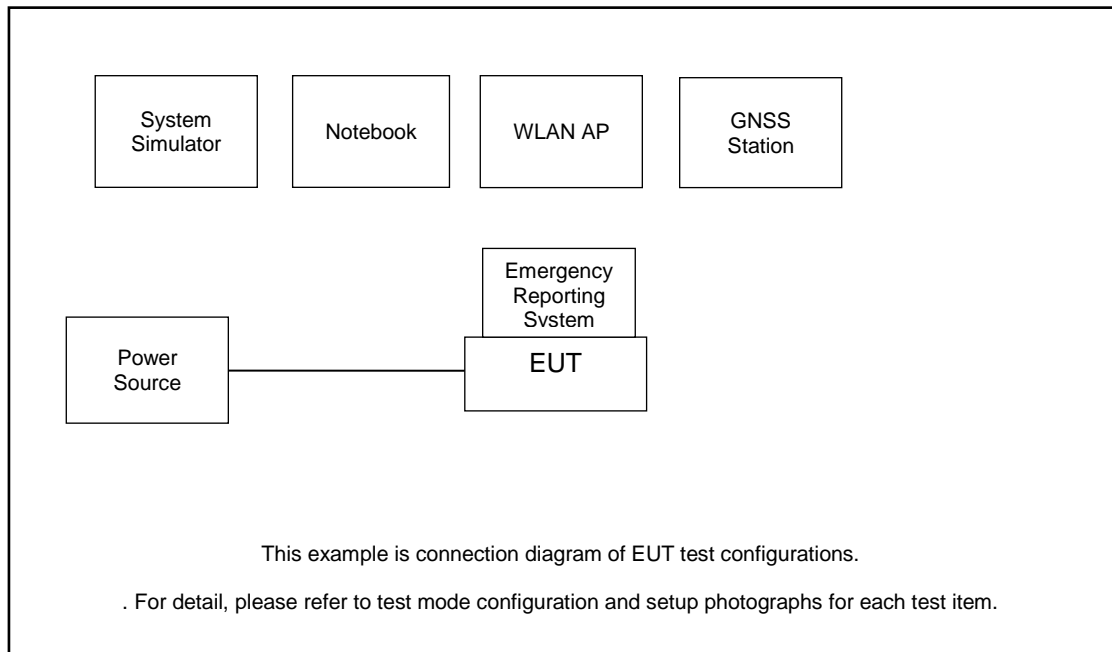 System
Simulator
Notebook
WLAN AP
GNSS
Station
Emergency
Reporting
System
Power
Source
EUT
This example is connection diagram of EUT test configurations.
. For detail, please refer to test mode configuration and setup photographs for each test item.